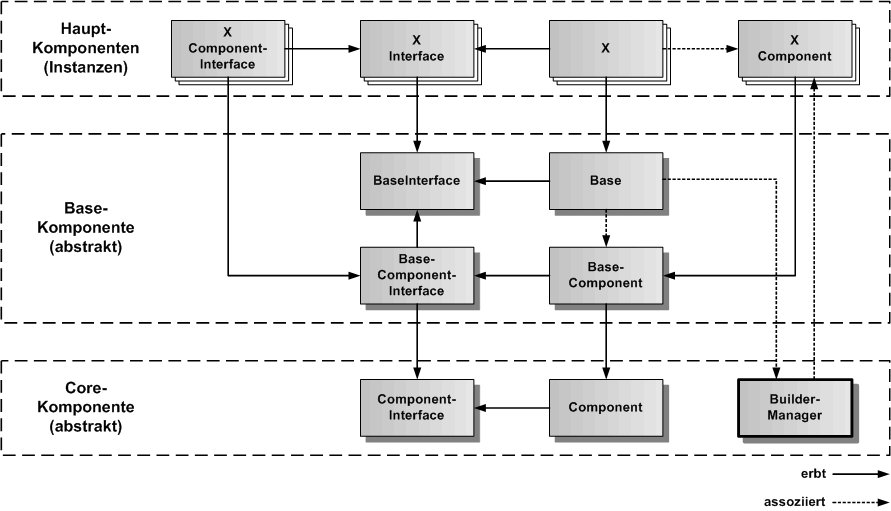 Haupt-
Komponenten
(Instanzen)
X
Component-
Interface
X
Interface
X
X
Component
Base-
Komponente
(abstrakt)
BaseInterface
Base
Base-
Component-
Interface
Base-
Component
Core-
Komponente
(abstrakt)
Component-
Interface
Component
Builder-
Manager
erbt
assoziiert